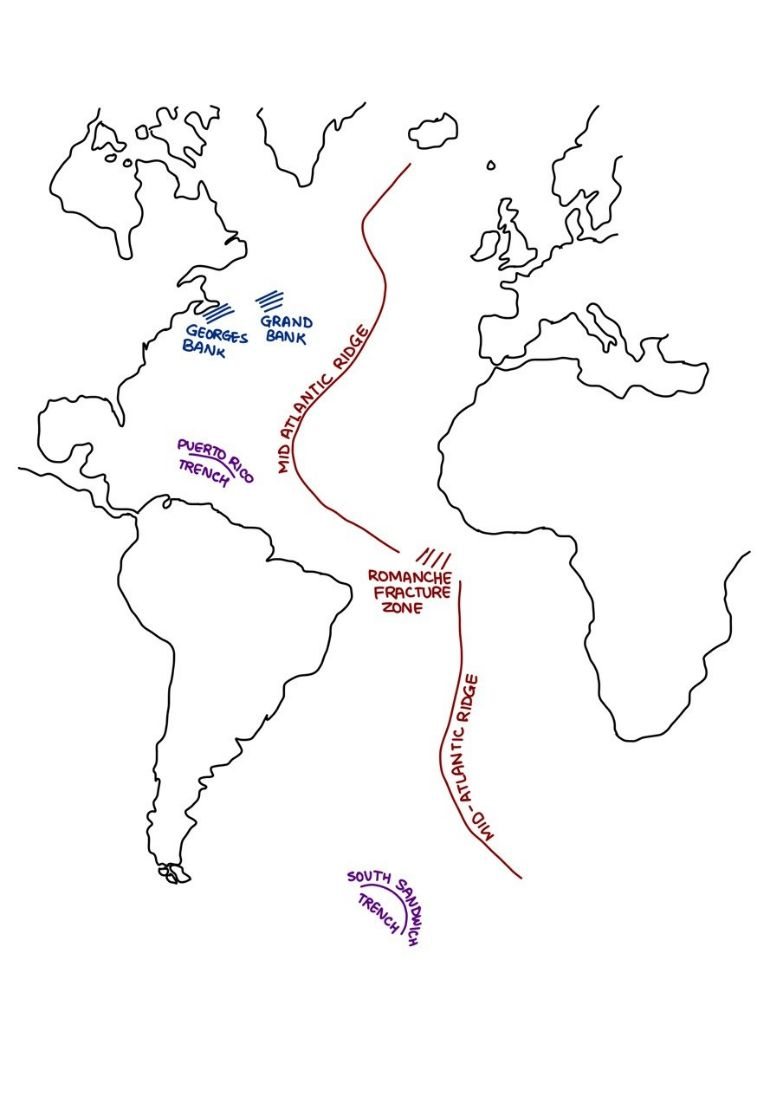 GEORGES
BANK
GRAND
BANK
MID ATLANTIC RIDGE
PUERTO RICO
TRENCH
ROMANCHE
FRACTURE
ZONE
MID-ATLANTIC RIDGE
SOUTH SANDWICH
TRENCH